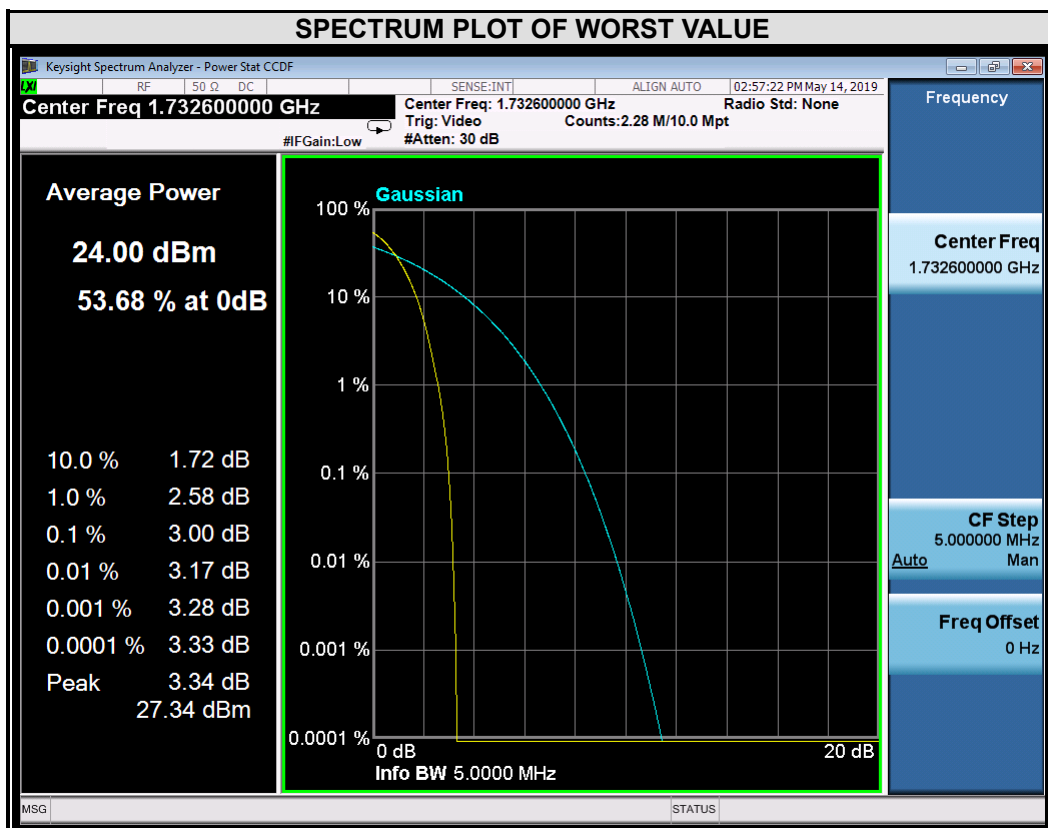 SPECTRUM PLOT OF WORST VALUE
Keysight Spectrum Analyzer - Power Stat CCDF
LXI RF 50 Ω DC SENSE:INT ALIGN AUTO 02:57:22 PM May 14, 2019
Center Freq 1.732600000 GHz
Center Freq: 1.732600000 GHz Radio Std: None
Trig: Video Counts:2.28 M/10.0 Mpt
#IFGain:Low #Atten: 30 dB
Frequency
Average Power
24.00 dBm
53.68 % at 0dB
10.0 % 1.72 dB
1.0 % 2.58 dB
0.1 % 3.00 dB
0.01 % 3.17 dB
0.001 % 3.28 dB
0.0001 % 3.33 dB
Peak 3.34 dB
27.34 dBm
Gaussian
100 %
10 %
1 %
0.1 %
0.01 %
0.001 %
0.0001 %
0 dB 20 dB
Info BW 5.0000 MHz
Center Freq
1.732600000 GHz
CF Step
5.000000 MHz
Auto Man
Freq Offset
0 Hz
MSG STATUS